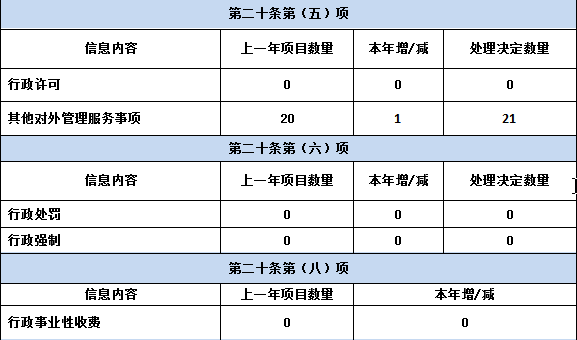 第二十条第（五）项
信息内容 上一年项目数量 本年增/减 处理决定数量
行政许可 0 0 0
其他对外管理服务事项 20 1 21
第二十条第（六）项
信息内容 上一年项目数量 本年增/减 处理决定数量
行政处罚 0 0 0
行政强制 0 0 0
第二十条第（八）项
信息内容 上一年项目数量 本年增/减
行政事业性收费 0 0